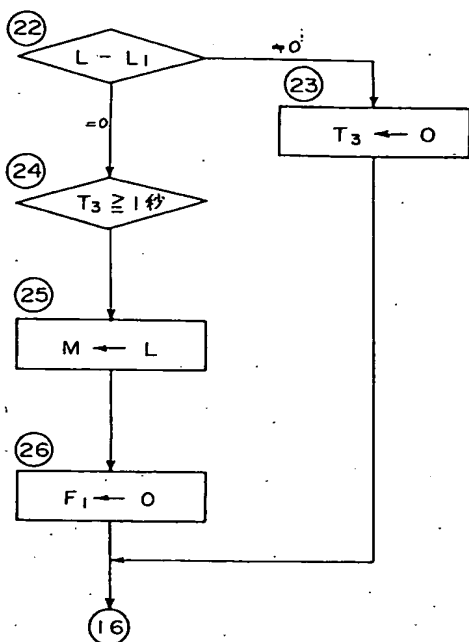 22
L - L1
≠0
23
T3 ← 0
=0
24
T3 ≧ 1秒
25
M ← L
26
F1 ← 0
16